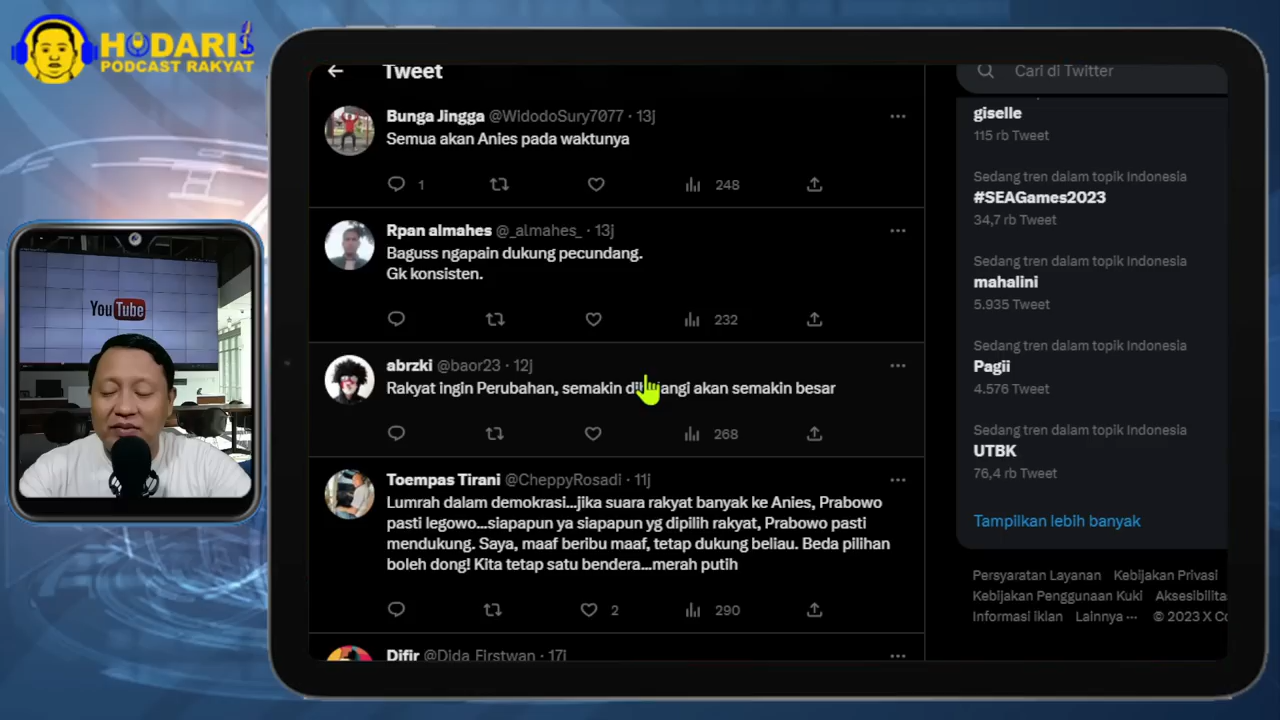 HODARI
PODCAST RAKYAT
YouTube
Tweet
Bunga Jingga @WidodoSury7077 · 13j
Semua akan Anies pada waktunya
1 248
Rpan almahes @_almahes_ · 13j
Baguss ngapain dukung pecundang.
Gk konsisten.
232
abrzki @baor23 · 12j
Rakyat ingin Perubahan, semakin akan semakin besar
268
Toempas Tirani @CheppyRosadi · 11j
Lumrah dalam demokrasi...jika suara rakyat banyak ke Anies, Prabowo
pasti legowo...siapapun ya siapapun yg dipilih rakyat, Prabowo pasti
mendukung. Saya, maaf beribu maaf, tetap dukung beliau. Beda pilihan
boleh dong! Kita tetap satu bendera...merah putih
2 290
Difir @Dida_Firstwan · 17j
Cari di Twitter
giselle
115 rb Tweet
Sedang tren dalam topik Indonesia
#SEAGames2023
34,7 rb Tweet
Sedang tren dalam topik Indonesia
mahalini
5.935 Tweet
Sedang tren dalam topik Indonesia
Pagii
4.576 Tweet
Sedang tren dalam topik Indonesia
UTBK
76,4 rb Tweet
Tampilkan lebih banyak
Persyaratan Layanan Kebijakan Privasi
Kebijakan Penggunaan Kuki Aksesibilita
Informasi iklan Lainnya ··· © 2023 X Co